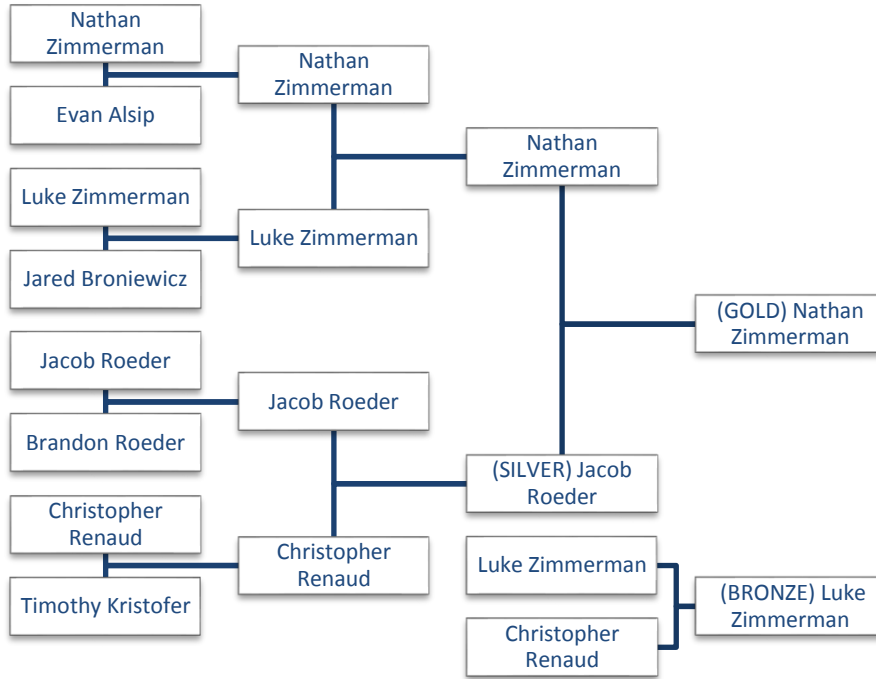 Nathan
Zimmerman
Evan Alsip
Luke Zimmerman
Jared Broniewicz
Jacob Roeder
Brandon Roeder
Christopher
Renaud
Timothy Kristofer
Nathan
Zimmerman
Luke Zimmerman
Jacob Roeder
Christopher
Renaud
Nathan
Zimmerman
(SILVER) Jacob
Roeder
Luke Zimmerman
Christopher
Renaud
(GOLD) Nathan
Zimmerman
(BRONZE) Luke
Zimmerman